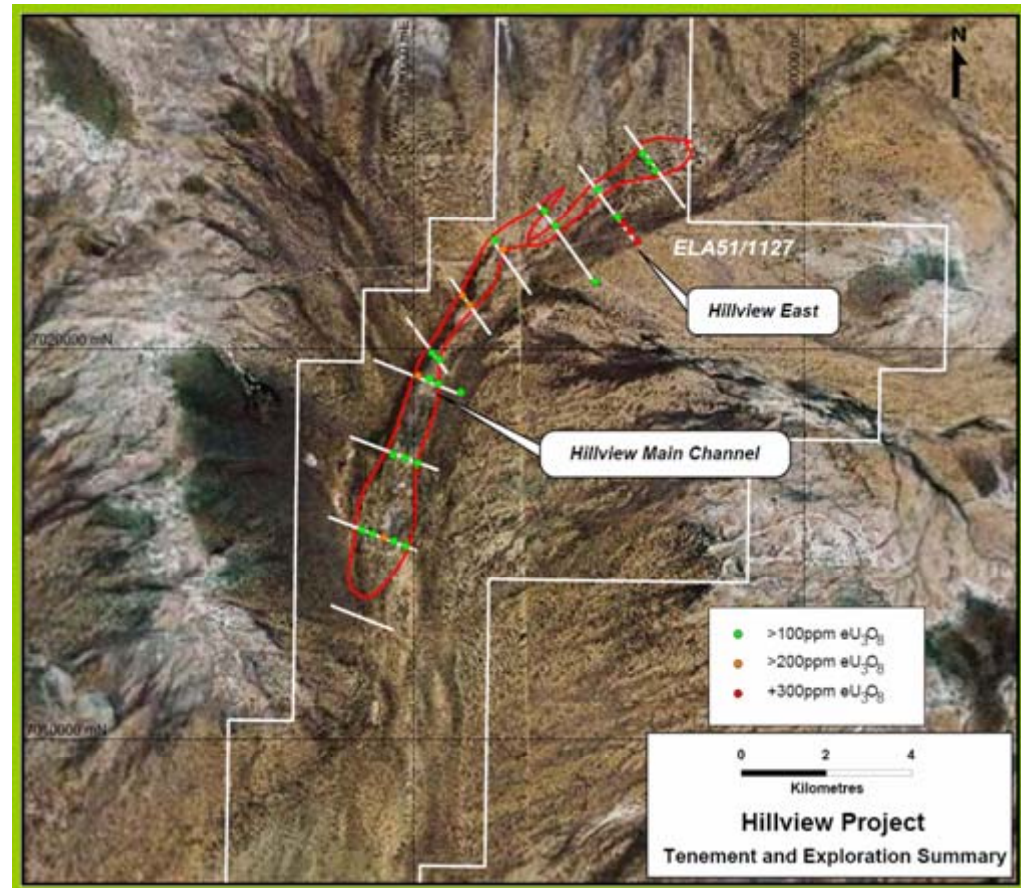 N
ELA51/1127
Hillview East
7020000 mN
Hillview Main Channel
>100ppm eU₃O₈
>200ppm eU₃O₈
+300ppm eU₃O₈
0 2 4
Kilometres
Hillview Project
Tenement and Exploration Summary